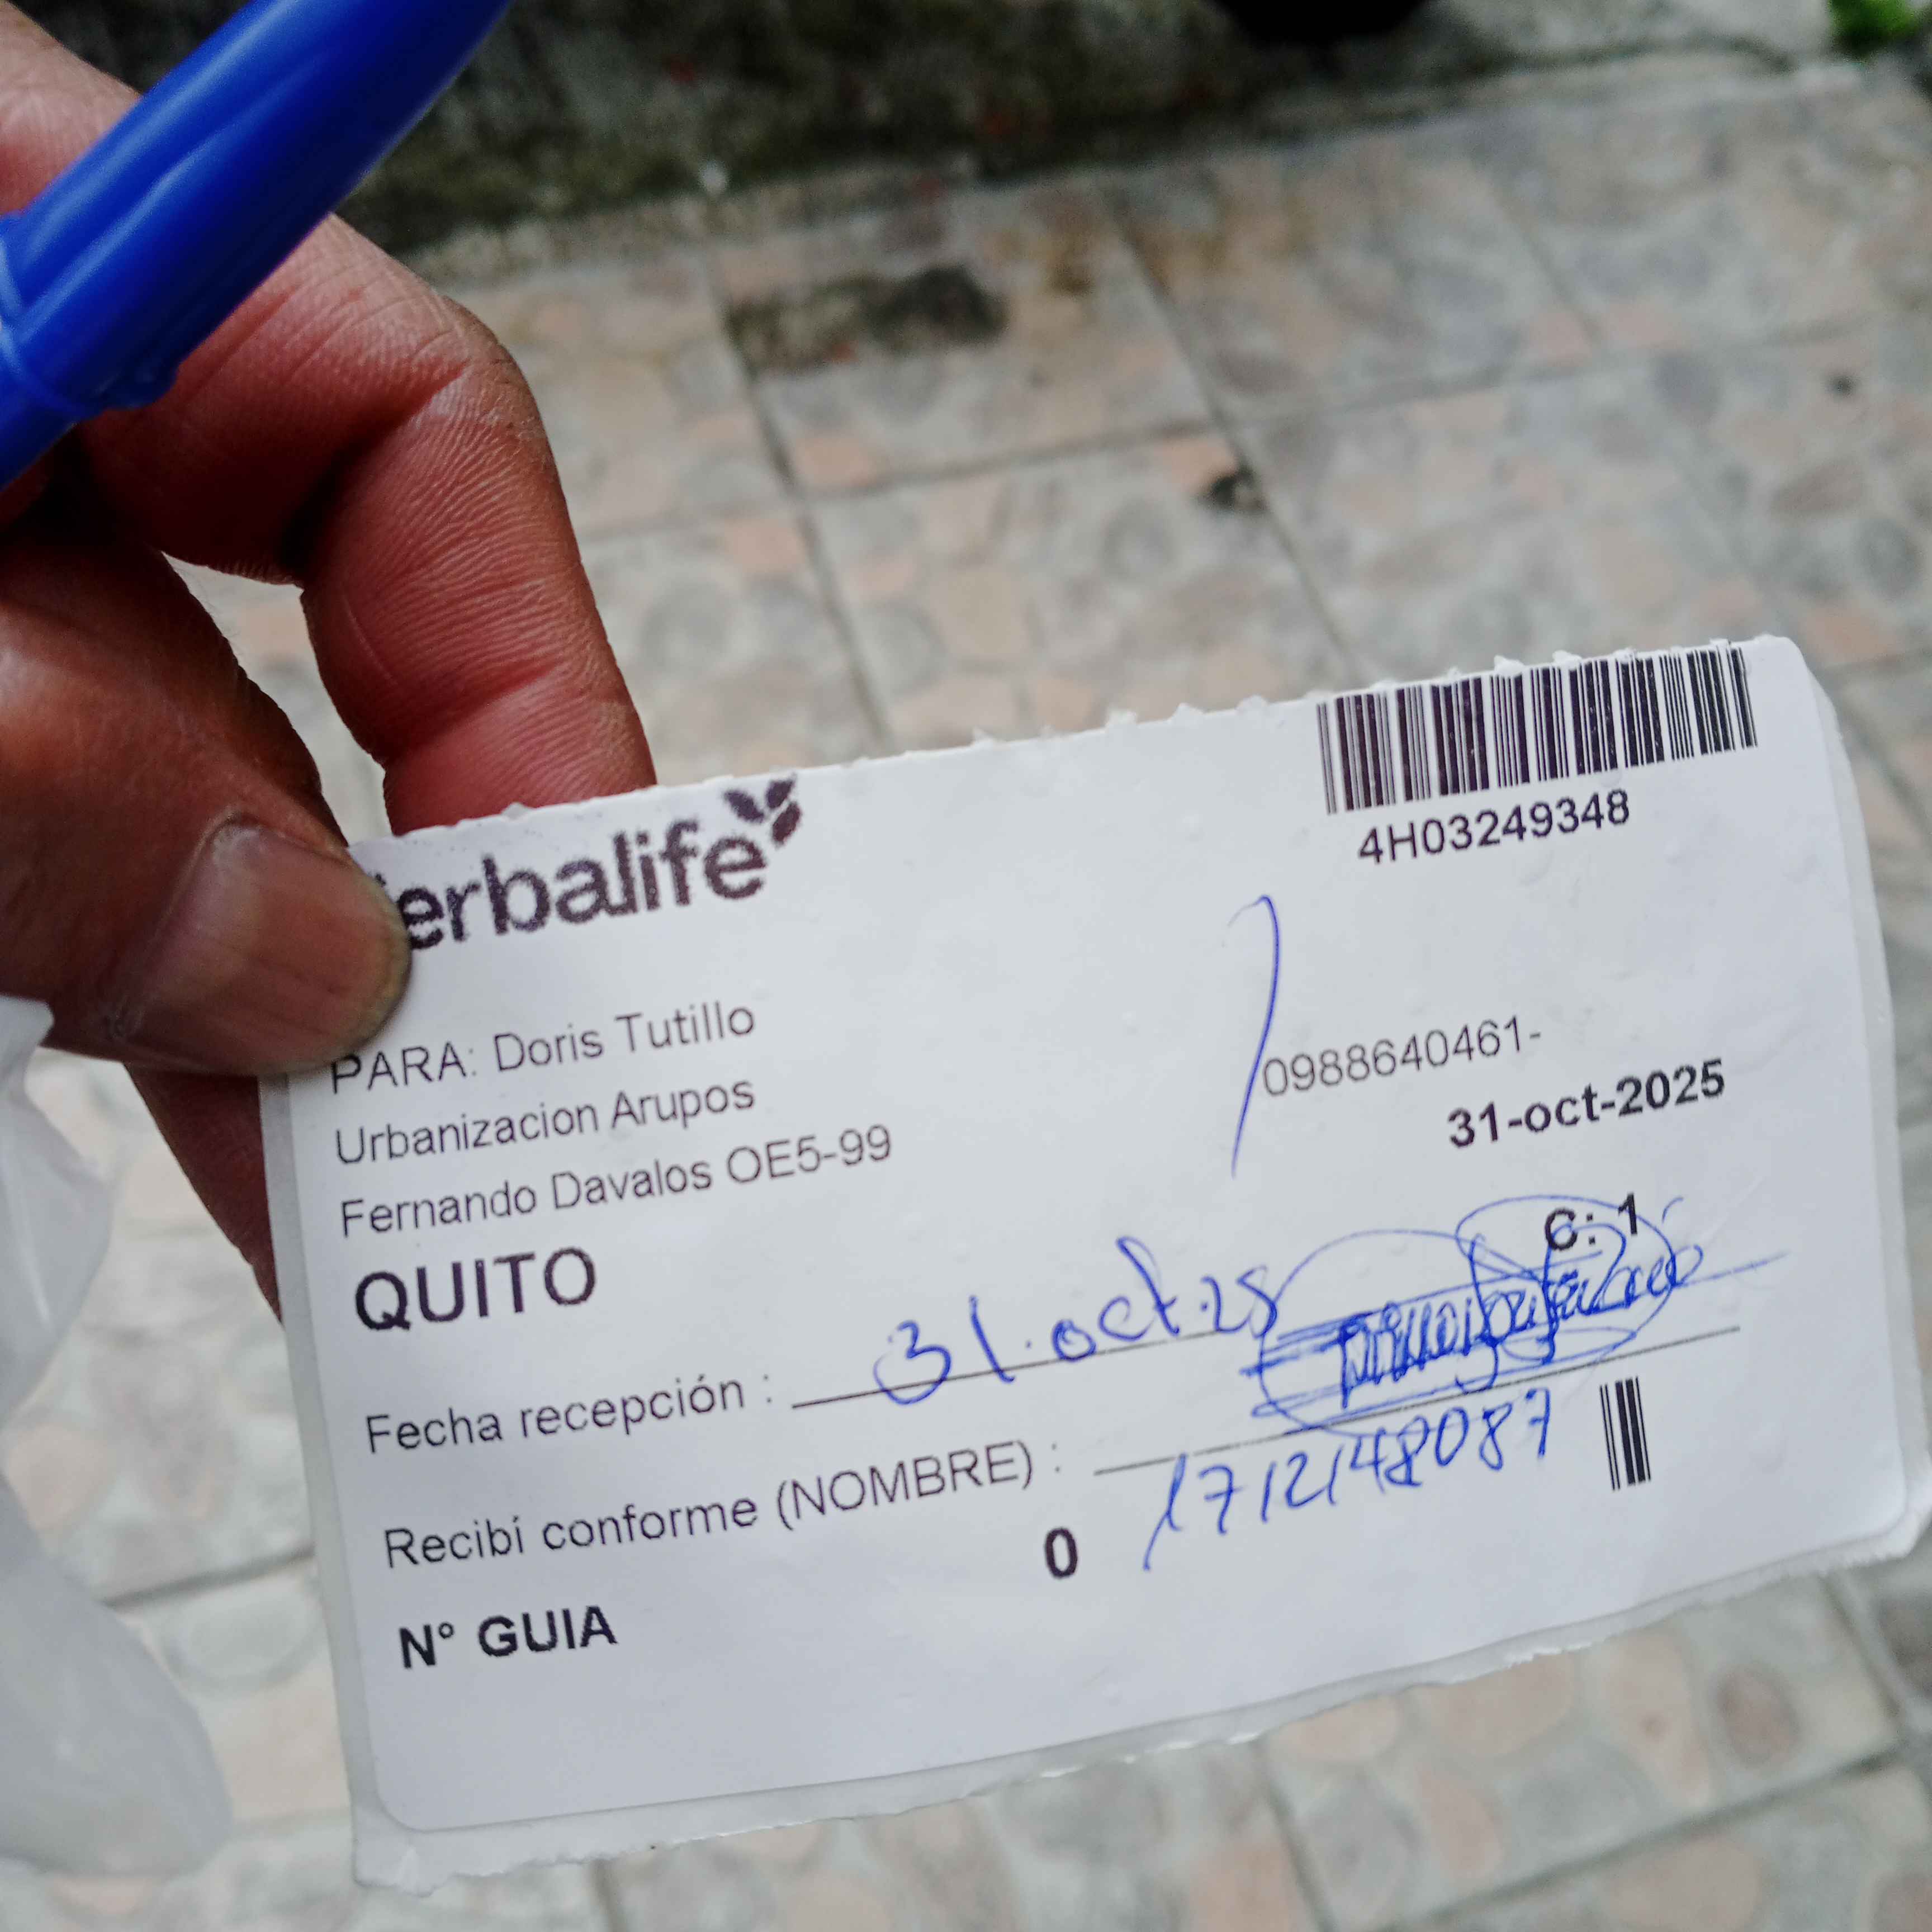 erbalife
4H03249348
PARA: Doris Tutillo
Urbanizacion Arupos
0988640461-
Fernando Davalos OE5-99
31-oct-2025
QUITO
C: 1
Fecha recepción : 31.oct.25
Recibí conforme (NOMBRE) :
1712148087
N° GUIA 0